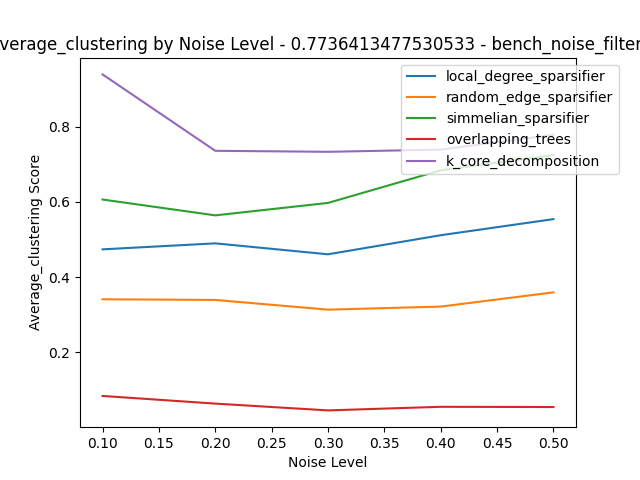 verage_clustering by Noise Level - 0.7736413477530533 - bench_noise_filter
local_degree_sparsifier
random_edge_sparsifier
simmelian_sparsifier
overlapping_trees
k_core_decomposition
Average_clustering Score
0.8
0.6
0.4
0.2
0.10 0.15 0.20 0.25 0.30 0.35 0.40 0.45 0.50
Noise Level